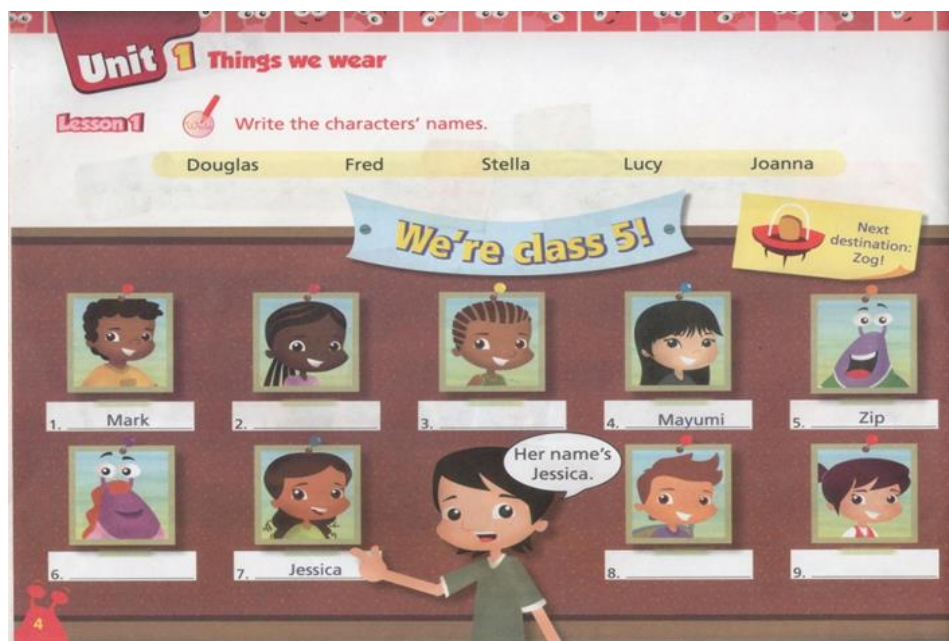 Unit 1 Things we wear
Lesson 1 Write the characters' names.
Douglas Fred Stella Lucy Joanna
We're class 5!
Next
destination:
Zog!
1. Mark
2.
3.
4. Mayumi
5. Zip
Her name's
Jessica.
6.
7. Jessica
8.
9.
4